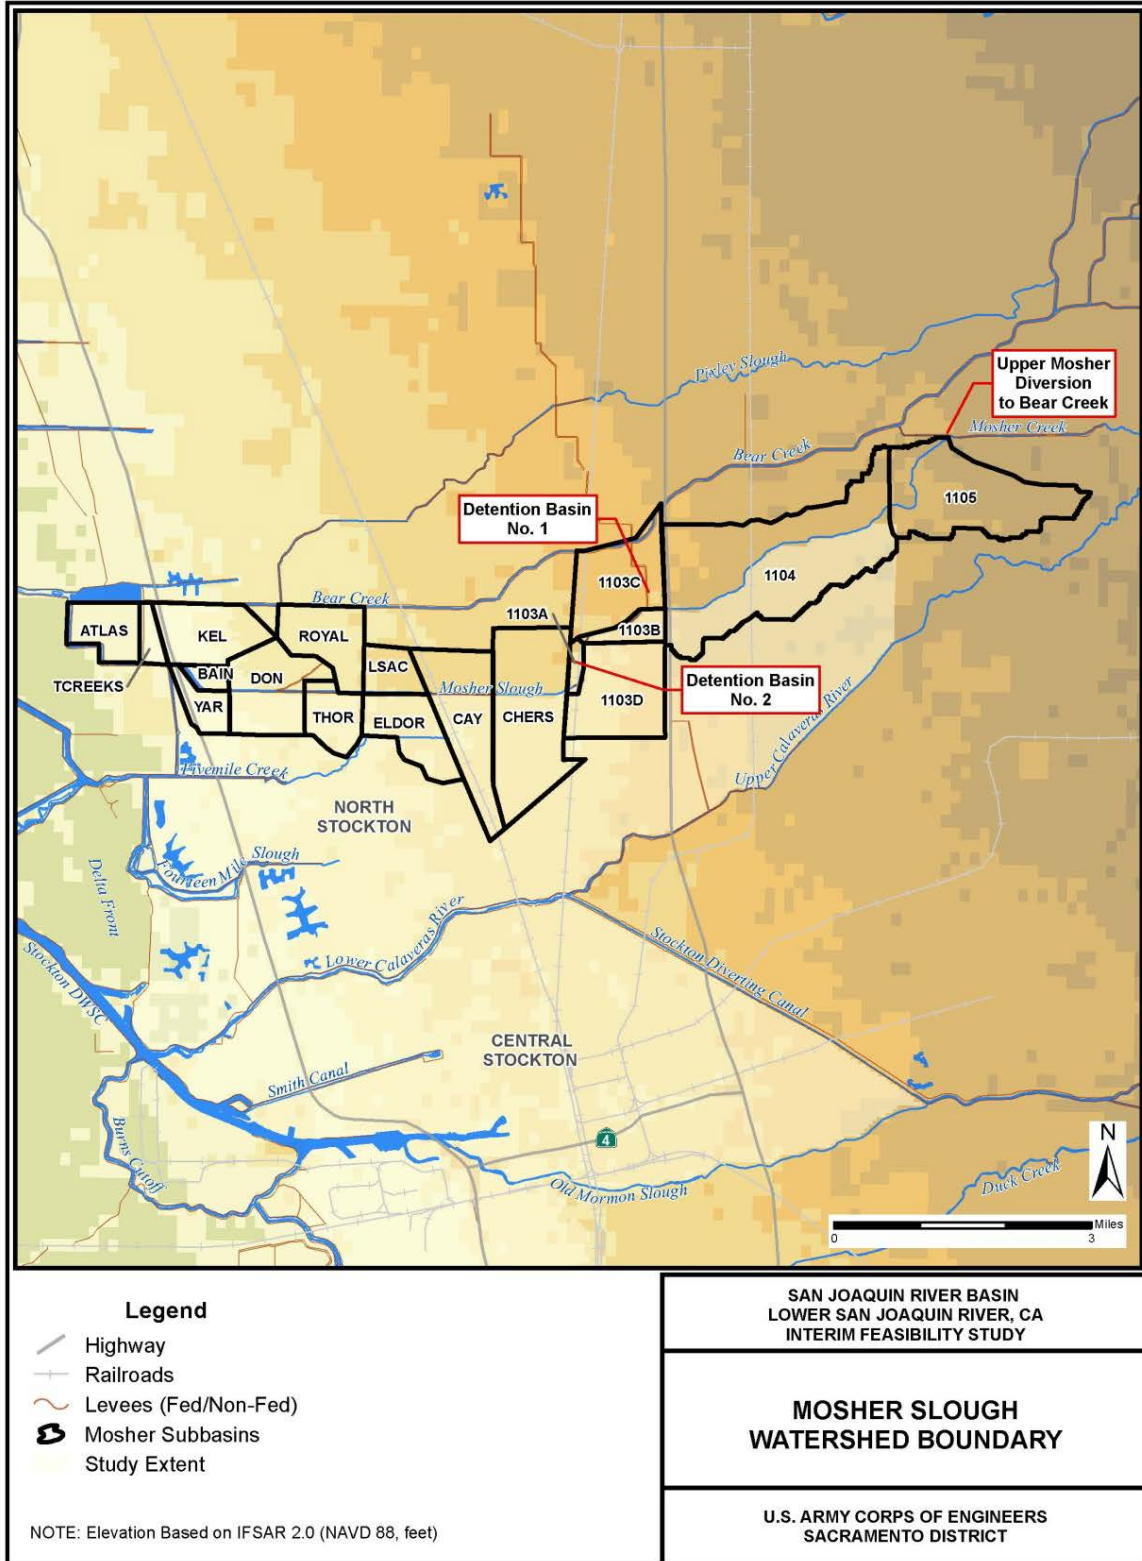 Pixley Slough
Upper Mosher
Diversion
to Bear Creek
Mosher Creek
Bear Creek
1105
Detention Basin
No. 1
1104
1103C
Bear Creek
1103A
1103B
ATLAS
KEL
ROYAL
LSAC
TCREEKS
BAIN
DON
Mosher Slough
Detention Basin
No. 2
YAR
THOR
ELDOR
CAY
CHERS
1103D
Upper Calaveras River
Fivemile Creek
NORTH
STOCKTON
Fourteen Mile Slough
Delta Front
Lower Calaveras River
Stockton DWSC
Stockton Diverting Canal
CENTRAL
STOCKTON
Smith Canal
Burns Cutoff
4
Old Mormon Slough
Duck Creek
N
Miles
0
3
Legend
Highway
Railroads
Levees (Fed/Non-Fed)
Mosher Subbasins
Study Extent
NOTE: Elevation Based on IFSAR 2.0 (NAVD 88, feet)
SAN JOAQUIN RIVER BASIN
LOWER SAN JOAQUIN RIVER, CA
INTERIM FEASIBILITY STUDY
MOSHER SLOUGH
WATERSHED BOUNDARY
U.S. ARMY CORPS OF ENGINEERS
SACRAMENTO DISTRICT